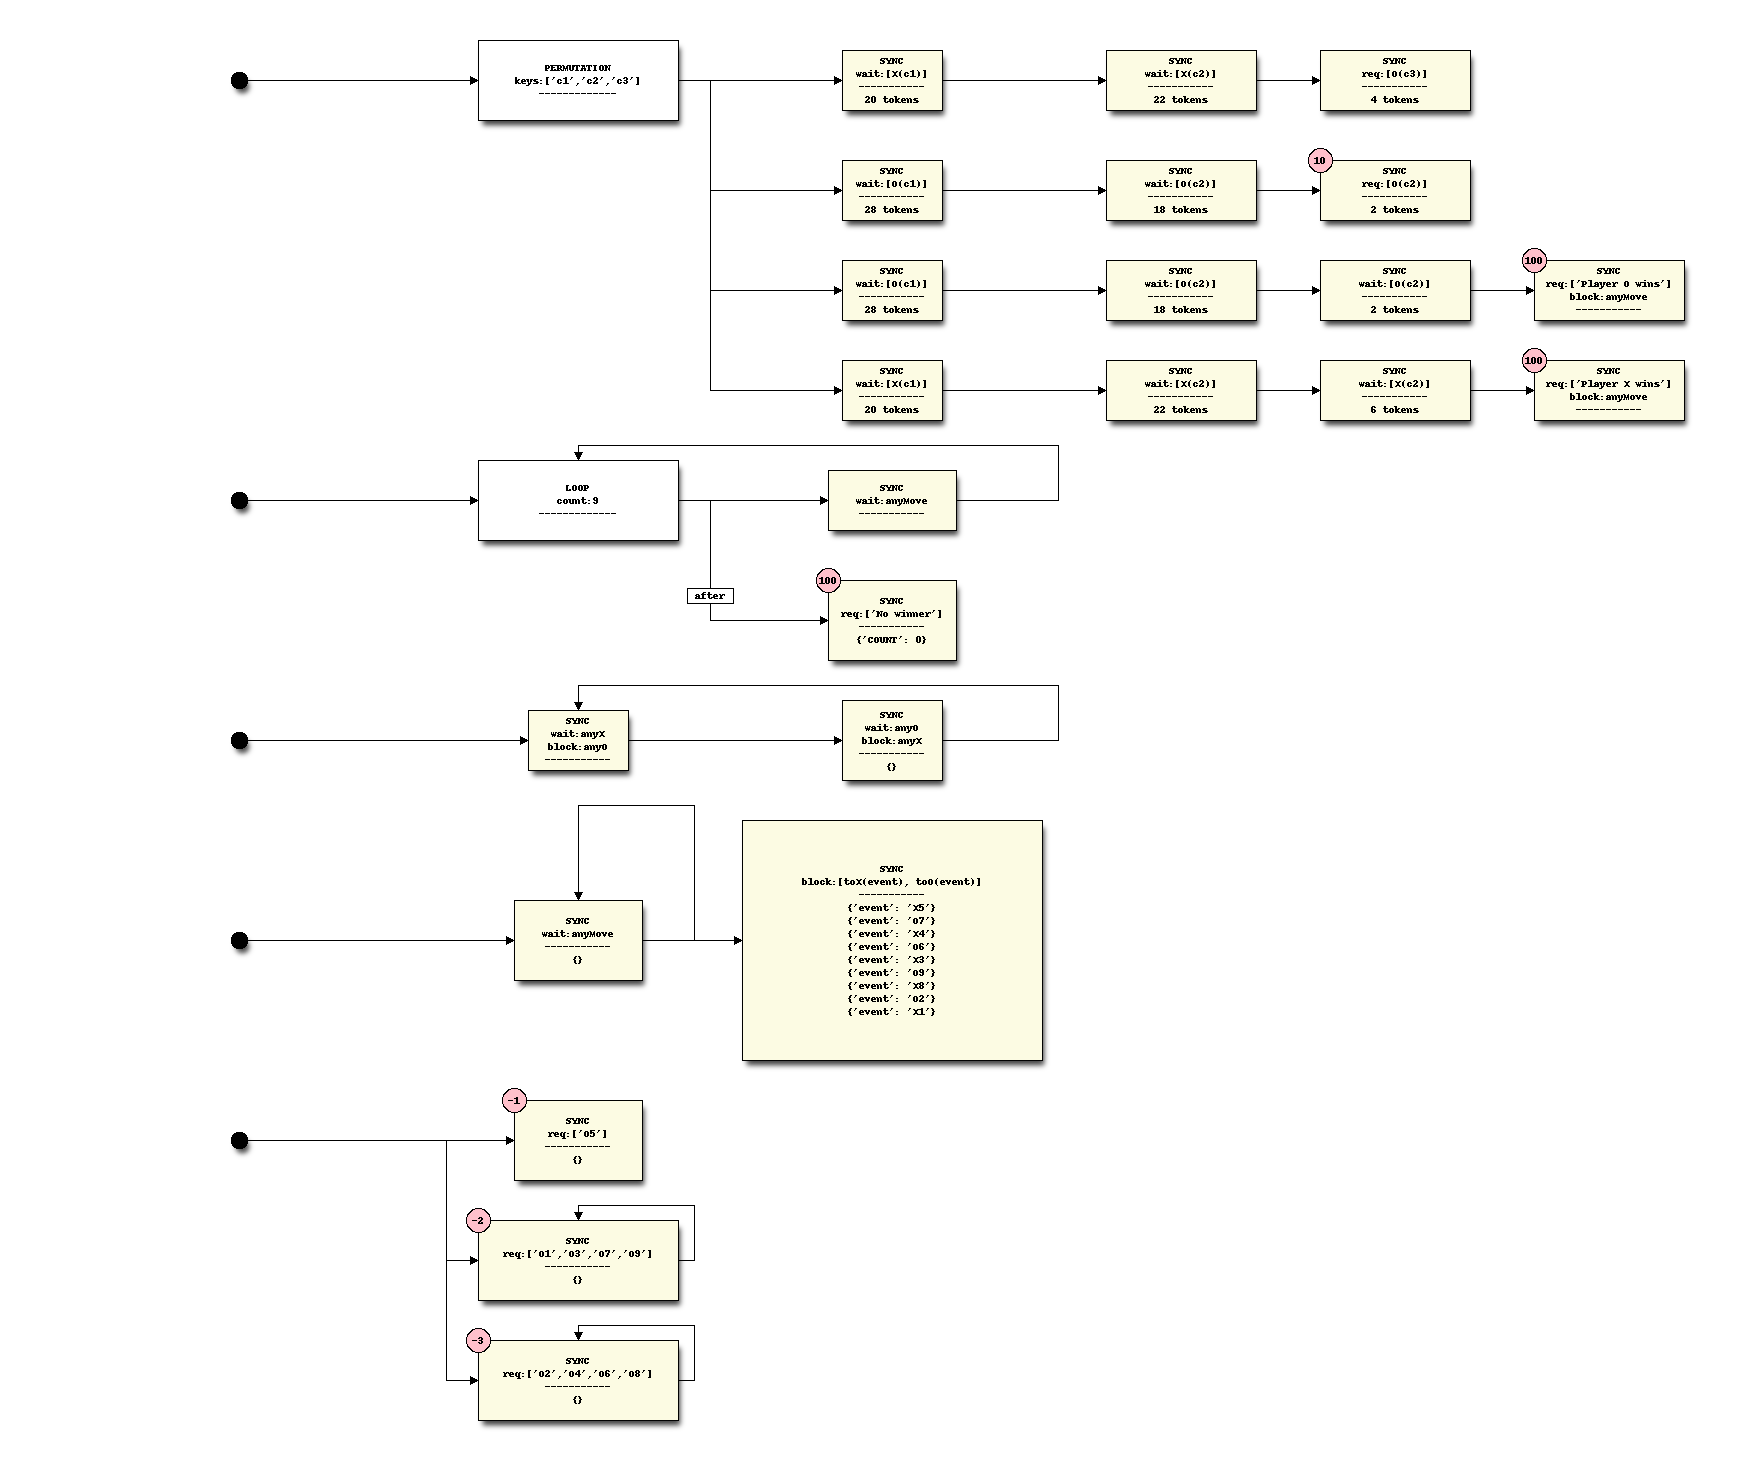 PERMUTATION
keys:['c1','c2','c3']
-------------
SYNC
wait:[X(c1)]
-----------
20 tokens
SYNC
wait:[X(c2)]
-----------
22 tokens
SYNC
req:[O(c3)]
-----------
4 tokens
SYNC
wait:[O(c1)]
-----------
28 tokens
SYNC
wait:[O(c2)]
-----------
18 tokens
10
SYNC
req:[O(c2)]
-----------
2 tokens
SYNC
wait:[O(c1)]
-----------
28 tokens
SYNC
wait:[O(c2)]
-----------
18 tokens
SYNC
wait:[O(c2)]
-----------
2 tokens
100
SYNC
req:['Player O wins']
block:anyMove
-----------
SYNC
wait:[X(c1)]
-----------
20 tokens
SYNC
wait:[X(c2)]
-----------
22 tokens
SYNC
wait:[X(c2)]
-----------
6 tokens
100
SYNC
req:['Player X wins']
block:anyMove
-----------
LOOP
count:9
-------------
SYNC
wait:anyMove
-----------
after
100
SYNC
req:['No winner']
-----------
{'COUNT': 0}
SYNC
wait:anyX
block:anyO
-----------
SYNC
wait:anyO
block:anyX
-----------
{}
SYNC
wait:anyMove
-----------
{}
SYNC
block:[toX(event), toO(event)]
-----------
{'event': 'X5'}
{'event': 'O7'}
{'event': 'X4'}
{'event': 'O6'}
{'event': 'X3'}
{'event': 'O9'}
{'event': 'X8'}
{'event': 'O2'}
{'event': 'X1'}
-1
SYNC
req:['O5']
-----------
{}
-2
SYNC
req:['O1','O3','O7','O9']
-----------
{}
-3
SYNC
req:['O2','O4','O6','O8']
-----------
{}